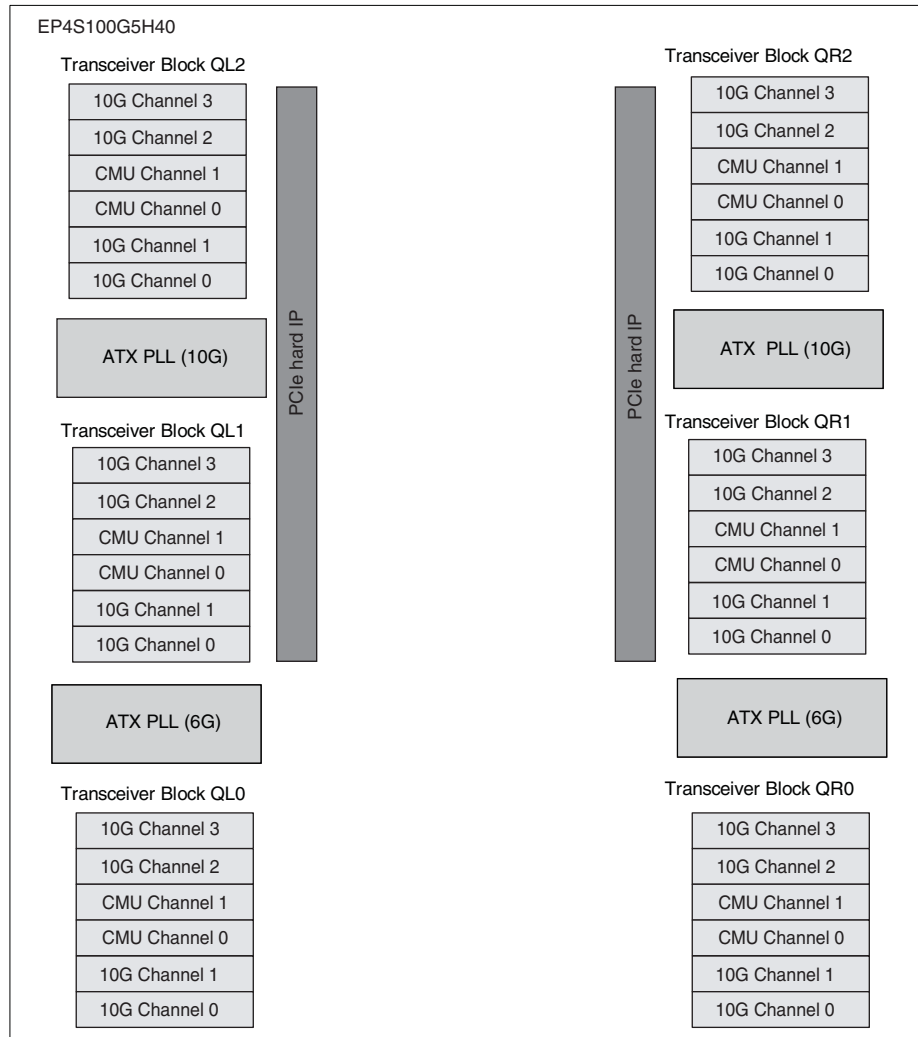 EP4S100G5H40
Transceiver Block QL2
10G Channel 3
10G Channel 2
CMU Channel 1
CMU Channel 0
10G Channel 1
10G Channel 0
ATX PLL (10G)
Transceiver Block QL1
10G Channel 3
10G Channel 2
CMU Channel 1
CMU Channel 0
10G Channel 1
10G Channel 0
ATX PLL (6G)
Transceiver Block QL0
10G Channel 3
10G Channel 2
CMU Channel 1
CMU Channel 0
10G Channel 1
10G Channel 0
PCIe hard IP
PCIe hard IP
Transceiver Block QR2
10G Channel 3
10G Channel 2
CMU Channel 1
CMU Channel 0
10G Channel 1
10G Channel 0
ATX PLL (10G)
Transceiver Block QR1
10G Channel 3
10G Channel 2
CMU Channel 1
CMU Channel 0
10G Channel 1
10G Channel 0
ATX PLL (6G)
Transceiver Block QR0
10G Channel 3
10G Channel 2
CMU Channel 1
CMU Channel 0
10G Channel 1
10G Channel 0